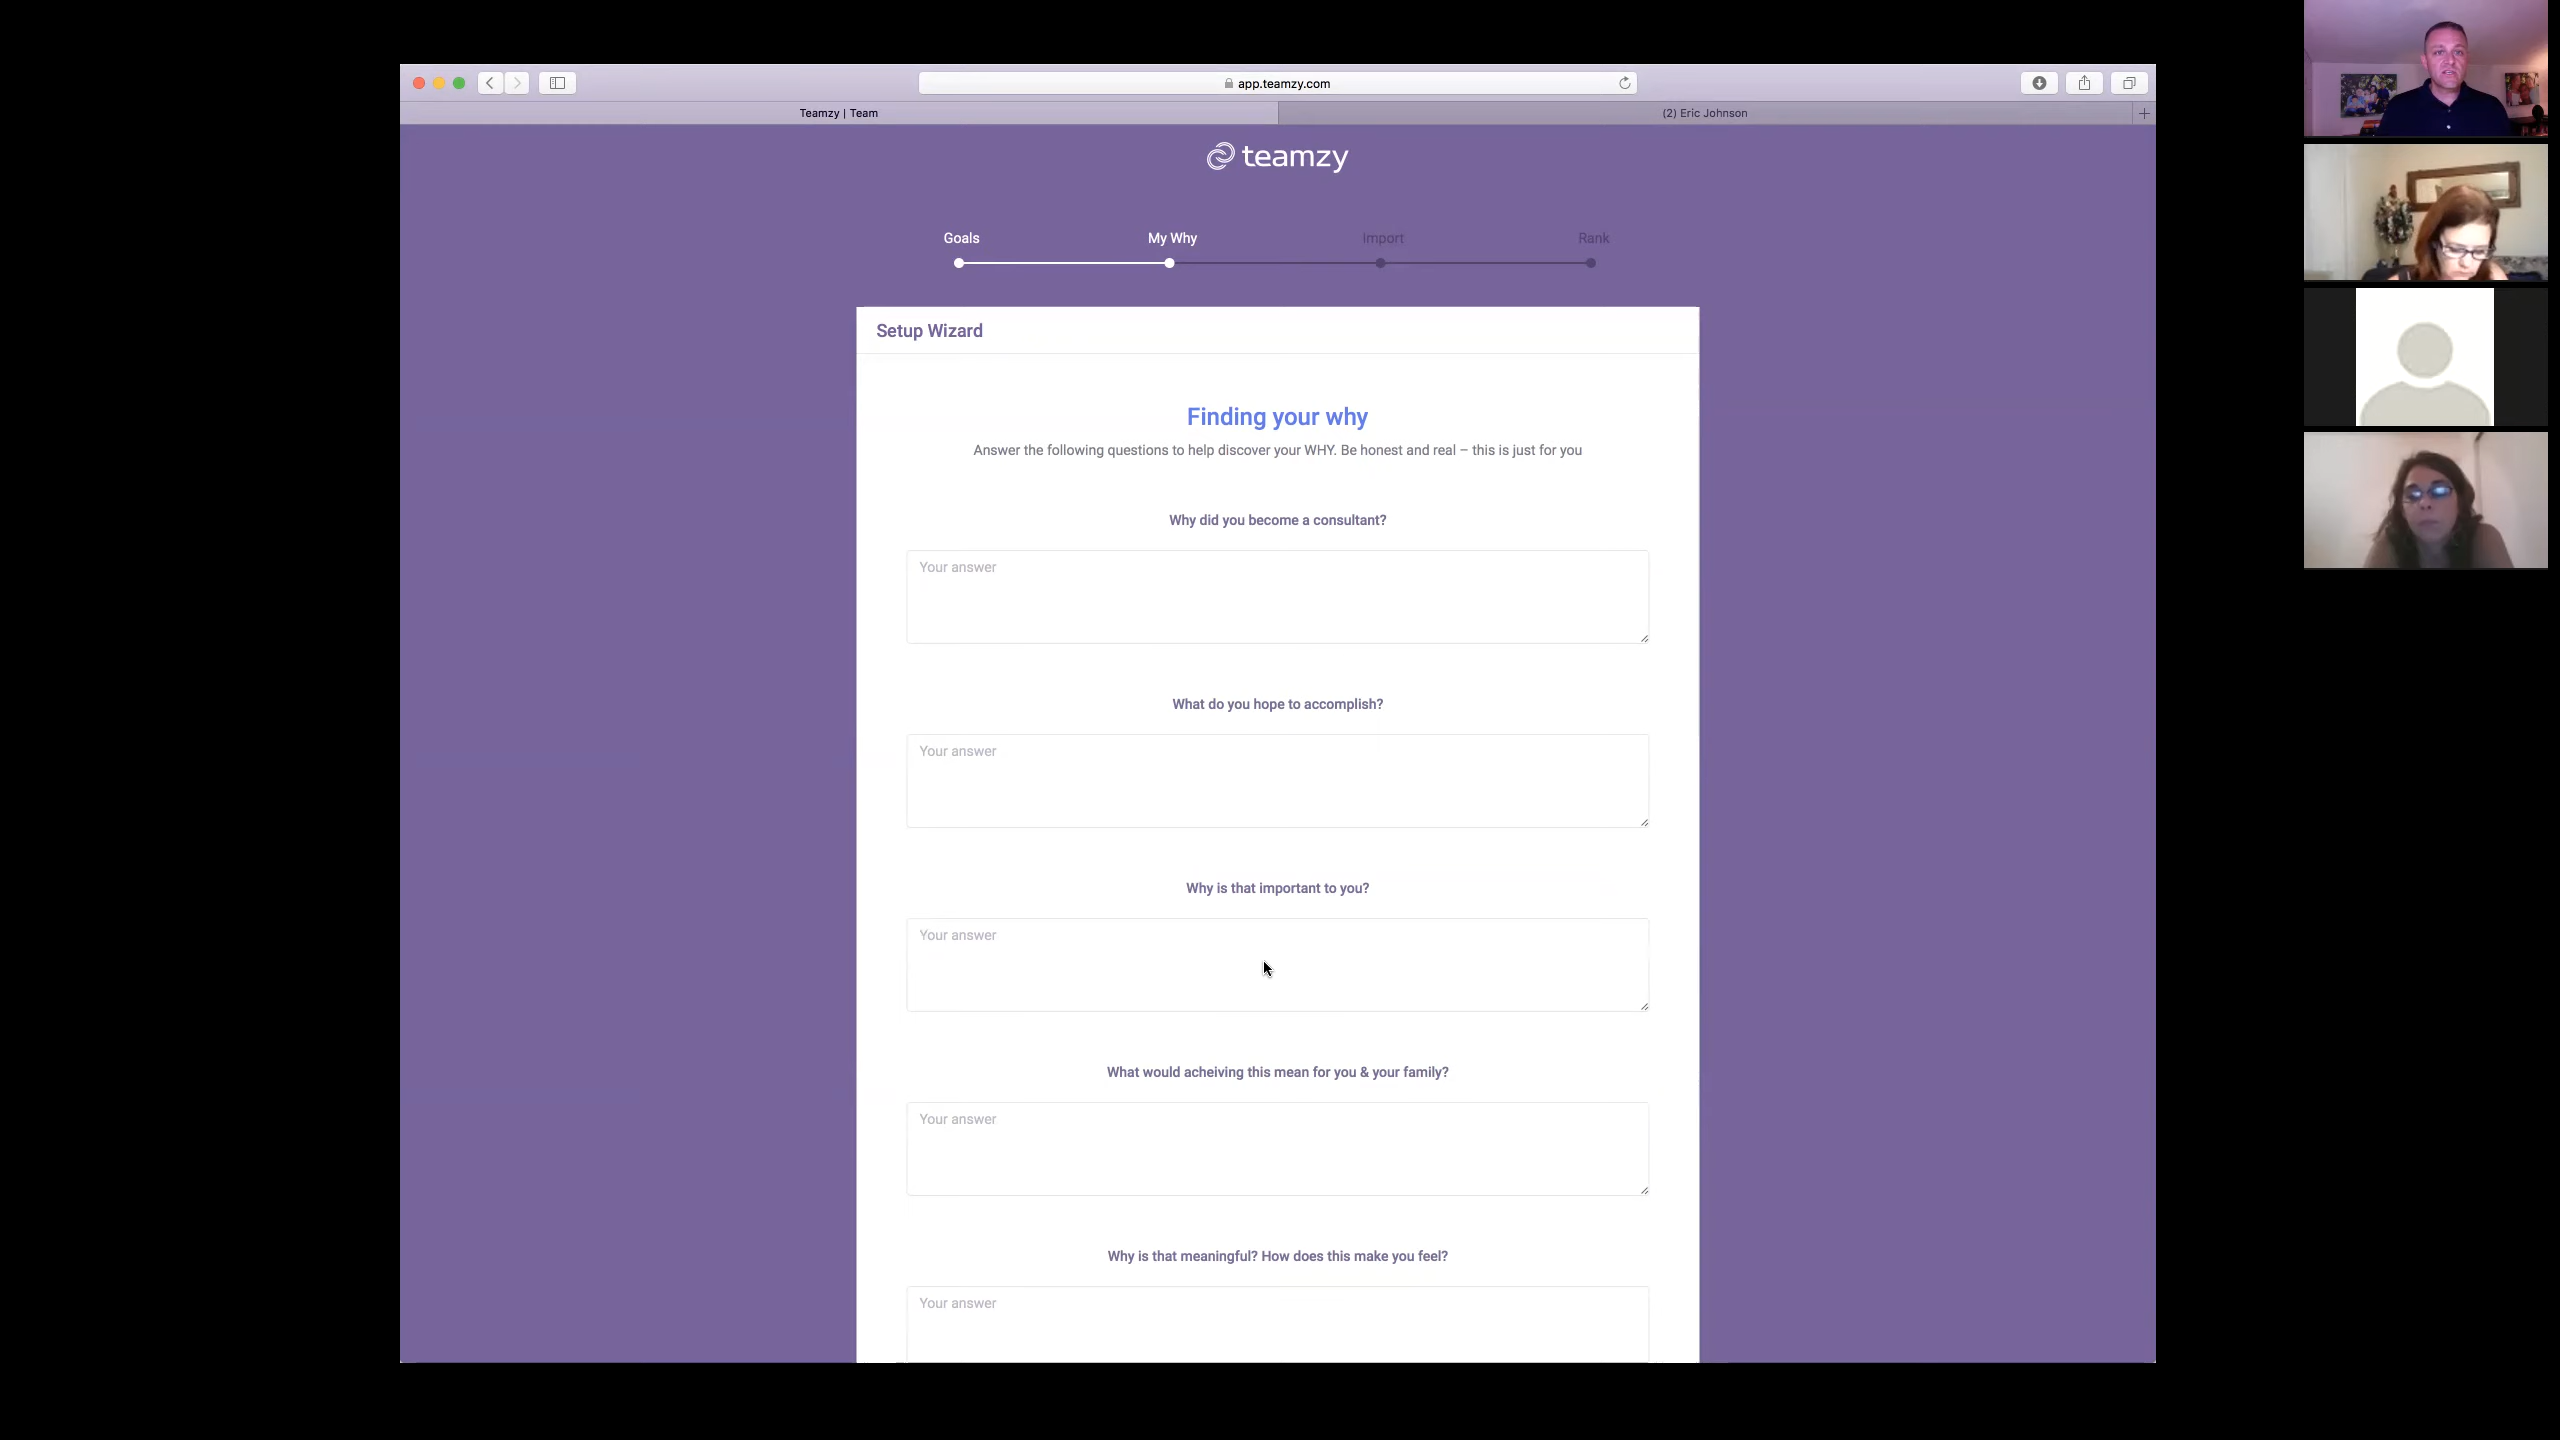 app.teamzy.com
Teamzy | Team
(2) Eric Johnson
teamzy
Goals
My Why
Import
Rank
Setup Wizard
Finding your why
Answer the following questions to help discover your WHY. Be honest and real – this is just for you
Why did you become a consultant?
Your answer
What do you hope to accomplish?
Your answer
Why is that important to you?
Your answer
What would acheiving this mean for you & your family?
Your answer
Why is that meaningful? How does this make you feel?
Your answer